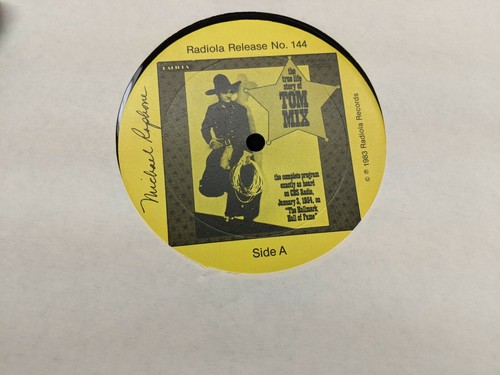 Radiola Release No. 144
RADIOLA
the
true life
story of
TOM
MIX
Michael Raphone
the complete program
exactly as heard
on CBS Radio,
January 3, 1954, on
"The Hallmark
Hall of Fame"
© ℗ 1983 Radiola Records
Side A